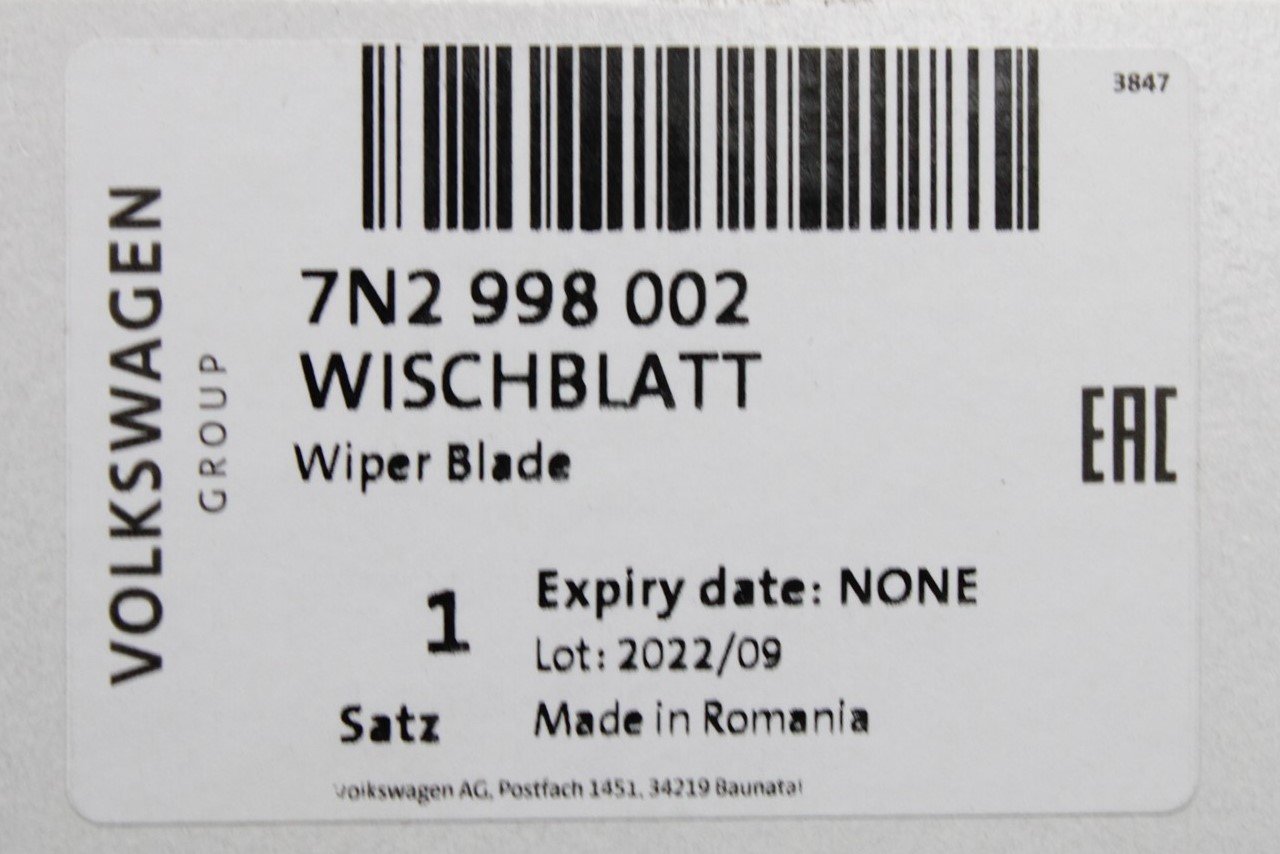 3847
VOLKSWAGEN
GROUP
7N2 998 002
WISCHBLATT
Wiper Blade
EAC
1
Satz
Expiry date: NONE
Lot: 2022/09
Made in Romania
Volkswagen AG, Postfach 1451, 34219 Baunatal